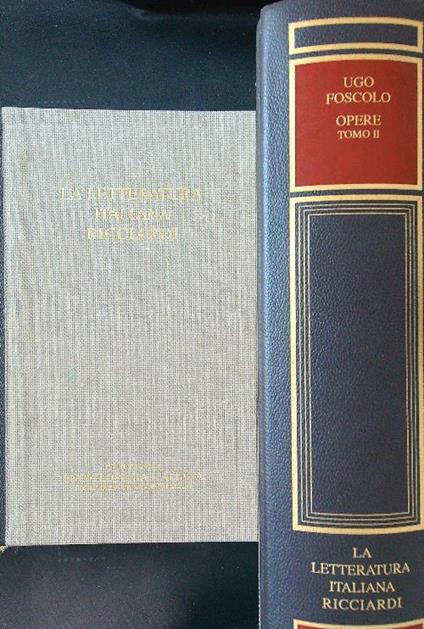 LA LETTERATURA
ITALIANA
RICCIARDI
UGO
FOSCOLO
OPERE
TOMO II
LA
LETTERATURA
ITALIANA
RICCIARDI